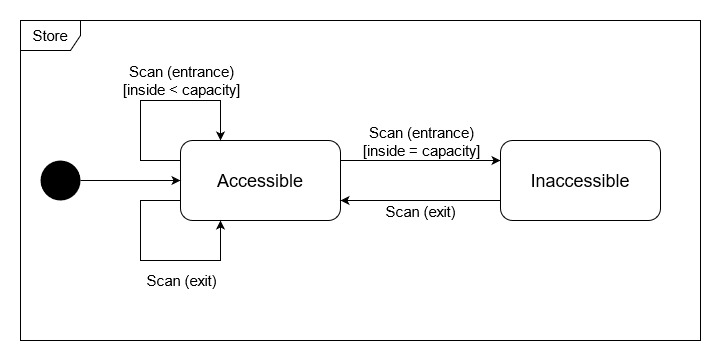 Store
Scan (entrance)
[inside < capacity]
Scan (entrance)
[inside = capacity]
Accessible
Inaccessible
Scan (exit)
Scan (exit)